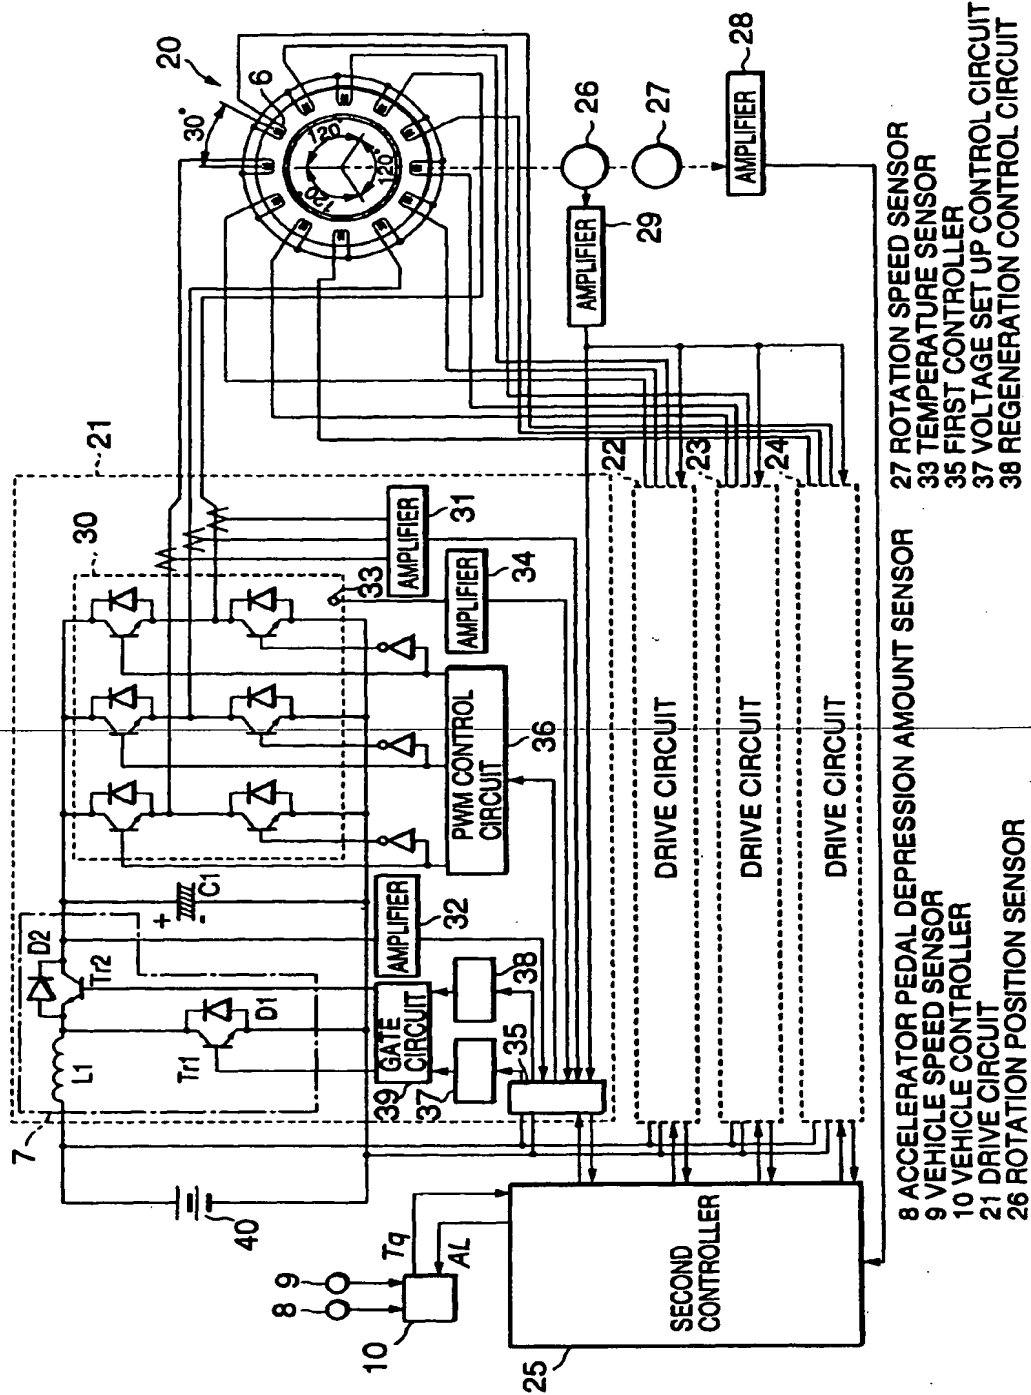 7
L1
D2
Tr2
Tr1
D1
+
-
C1
30
21
20
30°
6
120°
120°
120°
40
GATE
CIRCUIT
39
37
38
35
AMPLIFIER
32
PWM CONTROL
CIRCUIT
36
33
AMPLIFIER
34
AMPLIFIER
31
AMPLIFIER
29
26
27
AMPLIFIER
28
8
9
10
Tq
AL
SECOND
CONTROLLER
25
DRIVE CIRCUIT
22
DRIVE CIRCUIT
23
DRIVE CIRCUIT
24
8 ACCELERATOR PEDAL DEPRESSION AMOUNT SENSOR
9 VEHICLE SPEED SENSOR
10 VEHICLE CONTROLLER
21 DRIVE CIRCUIT
26 ROTATION POSITION SENSOR
27 ROTATION SPEED SENSOR
33 TEMPERATURE SENSOR
35 FIRST CONTROLLER
37 VOLTAGE SET UP CONTROL CIRCUIT
38 REGENERATION CONTROL CIRCUIT